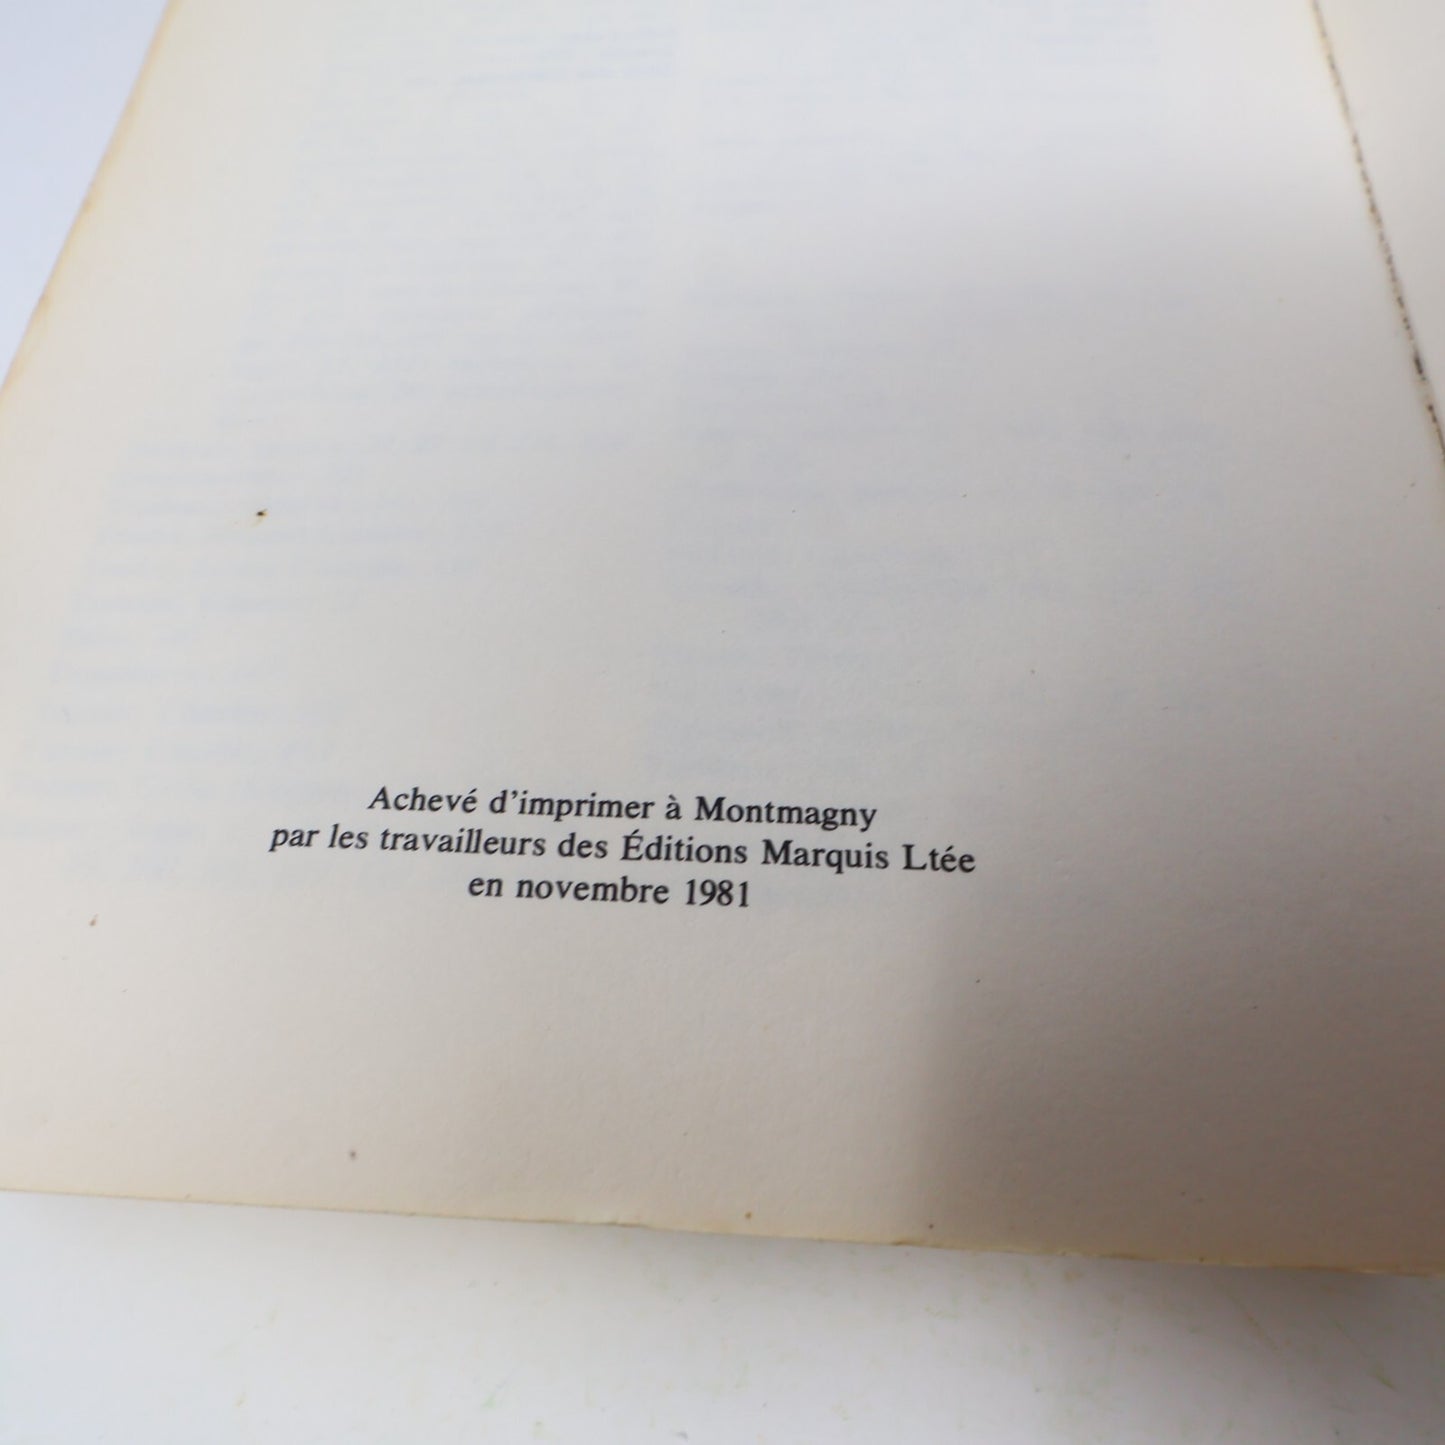 Achevé d'imprimer à Montmagny
par les travailleurs des Éditions Marquis Ltée
en novembre 1981